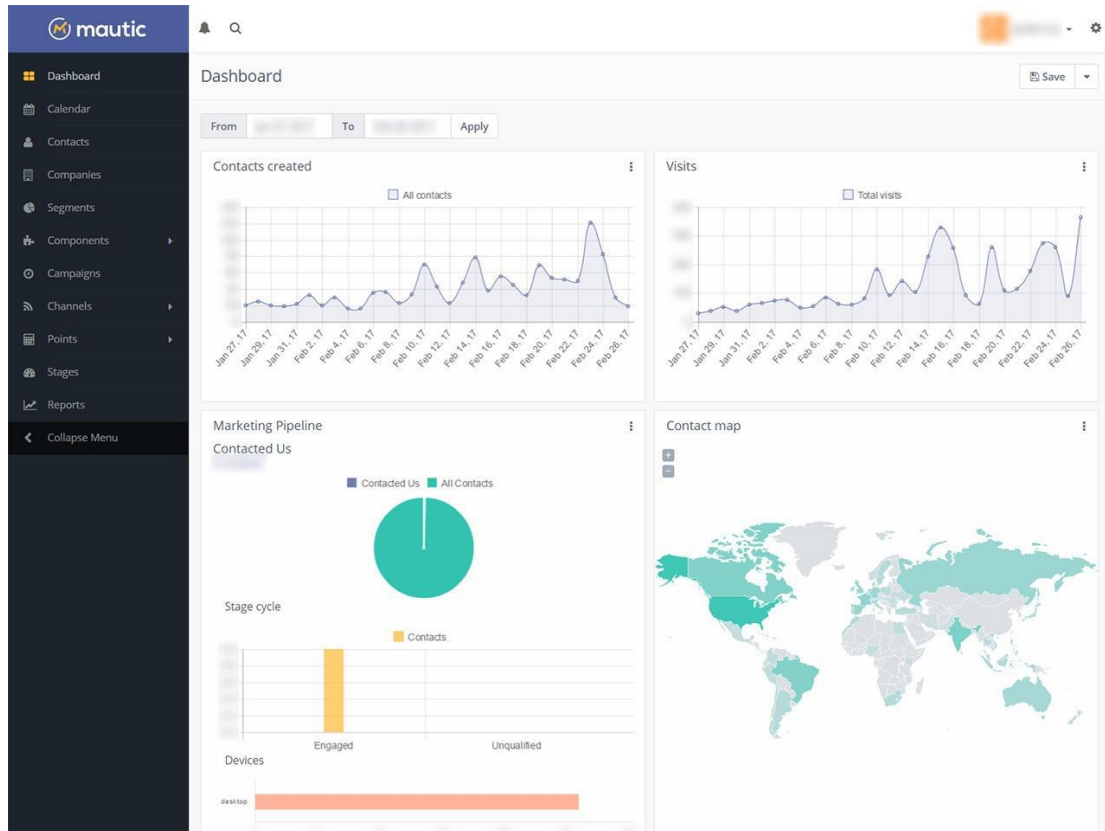 mautic
Dashboard
Calendar
Contacts
Companies
Segments
Components
Campaigns
Channels
Points
Stages
Reports
Collapse Menu
Dashboard
Save
From
To
Apply
Contacts created
All contacts
Jan 27, 17
Jan 29, 17
Jan 31, 17
Feb 2, 17
Feb 4, 17
Feb 6, 17
Feb 8, 17
Feb 10, 17
Feb 12, 17
Feb 14, 17
Feb 16, 17
Feb 18, 17
Feb 20, 17
Feb 22, 17
Feb 24, 17
Feb 26, 17
Visits
Total visits
Jan 27, 17
Jan 29, 17
Jan 31, 17
Feb 2, 17
Feb 4, 17
Feb 6, 17
Feb 8, 17
Feb 10, 17
Feb 12, 17
Feb 14, 17
Feb 16, 17
Feb 18, 17
Feb 20, 17
Feb 22, 17
Feb 24, 17
Feb 26, 17
Marketing Pipeline
Contacted Us
Contacted Us All Contacts
Stage cycle
Contacts
Engaged Unqualified
Devices
desktop
Contact map
+
−